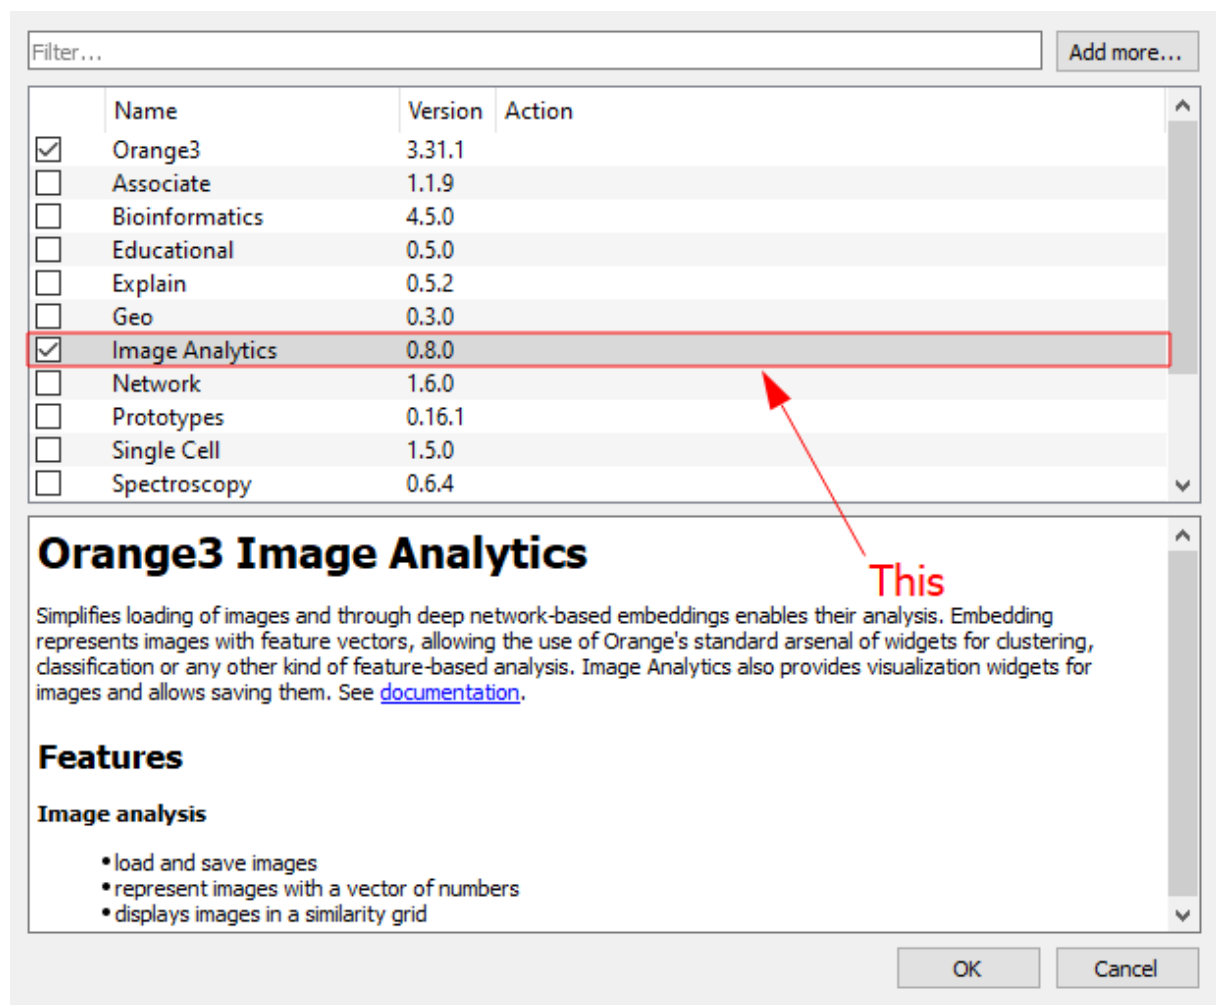 Filter...
Add more...
Name Version Action
Orange3 3.31.1
Associate 1.1.9
Bioinformatics 4.5.0
Educational 0.5.0
Explain 0.5.2
Geo 0.3.0
Image Analytics 0.8.0
Network 1.6.0
Prototypes 0.16.1
Single Cell 1.5.0
Spectroscopy 0.6.4
This
Orange3 Image Analytics
Simplifies loading of images and through deep network-based embeddings enables their analysis. Embedding
represents images with feature vectors, allowing the use of Orange's standard arsenal of widgets for clustering,
classification or any other kind of feature-based analysis. Image Analytics also provides visualization widgets for
images and allows saving them. See documentation.
Features
Image analysis
•load and save images
•represent images with a vector of numbers
•displays images in a similarity grid
OK Cancel